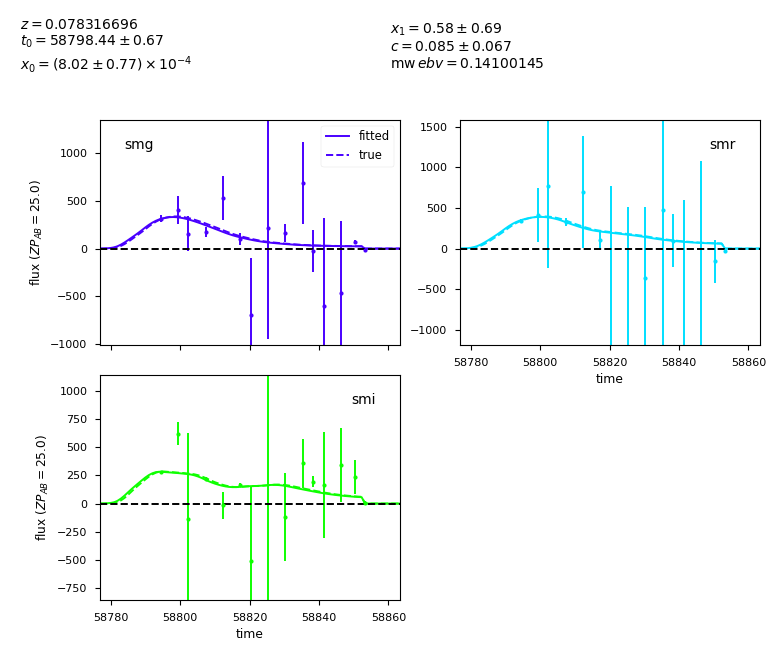 z = 0.078316696
t₀ = 58798.44 ± 0.67
x₀ = (8.02 ± 0.77) × 10⁻⁴
x₁ = 0.58 ± 0.69
c = 0.085 ± 0.067
mw ebv = 0.14100145
smg
fitted
true
1000
500
0
−500
−1000
flux (ZP_AB = 25.0)
smr
1500
1000
500
0
−500
−1000
58780 58800 58820 58840 58860
time
smi
1000
750
500
250
0
−250
−500
−750
flux (ZP_AB = 25.0)
58780 58800 58820 58840 58860
time